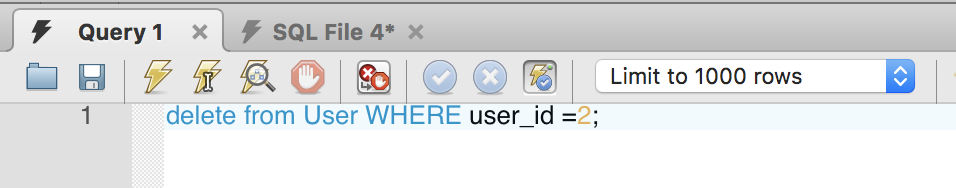 Query 1
SQL File 4*
Limit to 1000 rows
1
delete from User WHERE user_id =2;